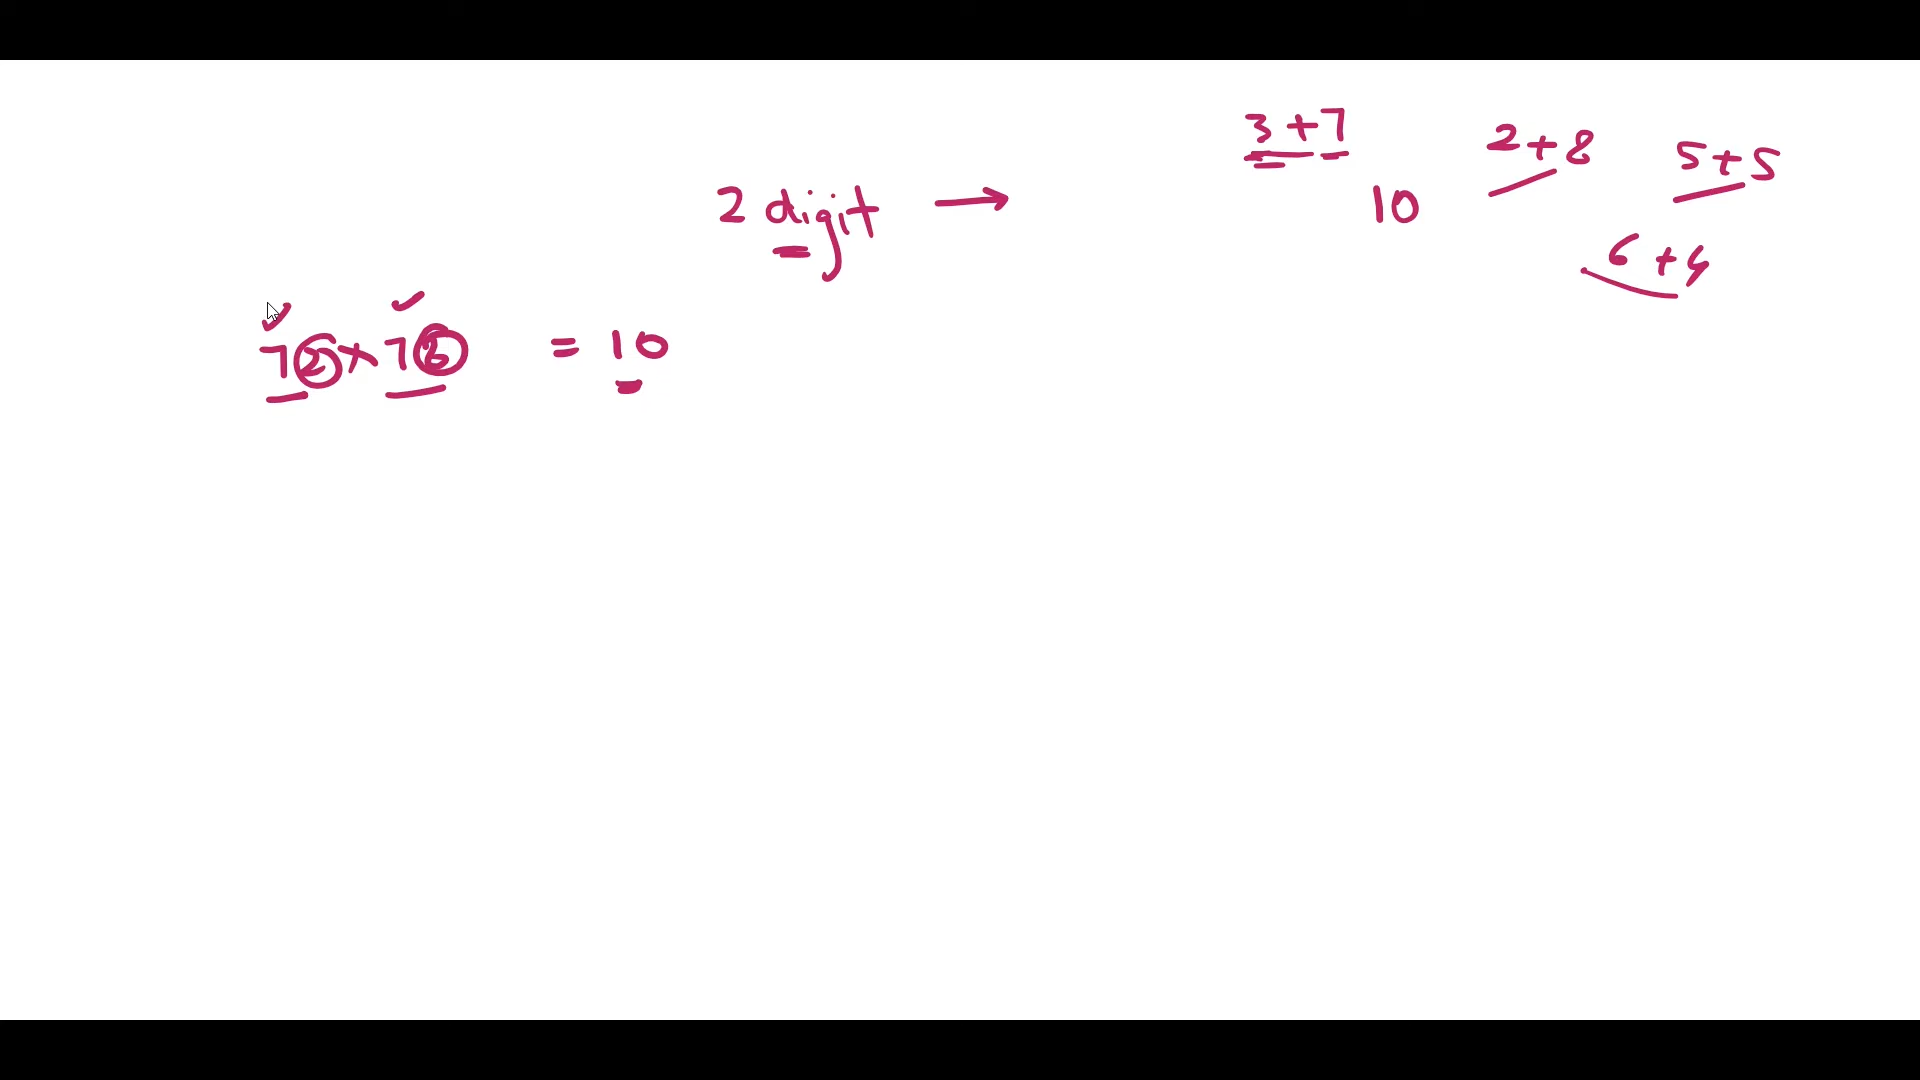 3+7 2+8 5+5
2 digit → 10
6+4
72×78 = 10